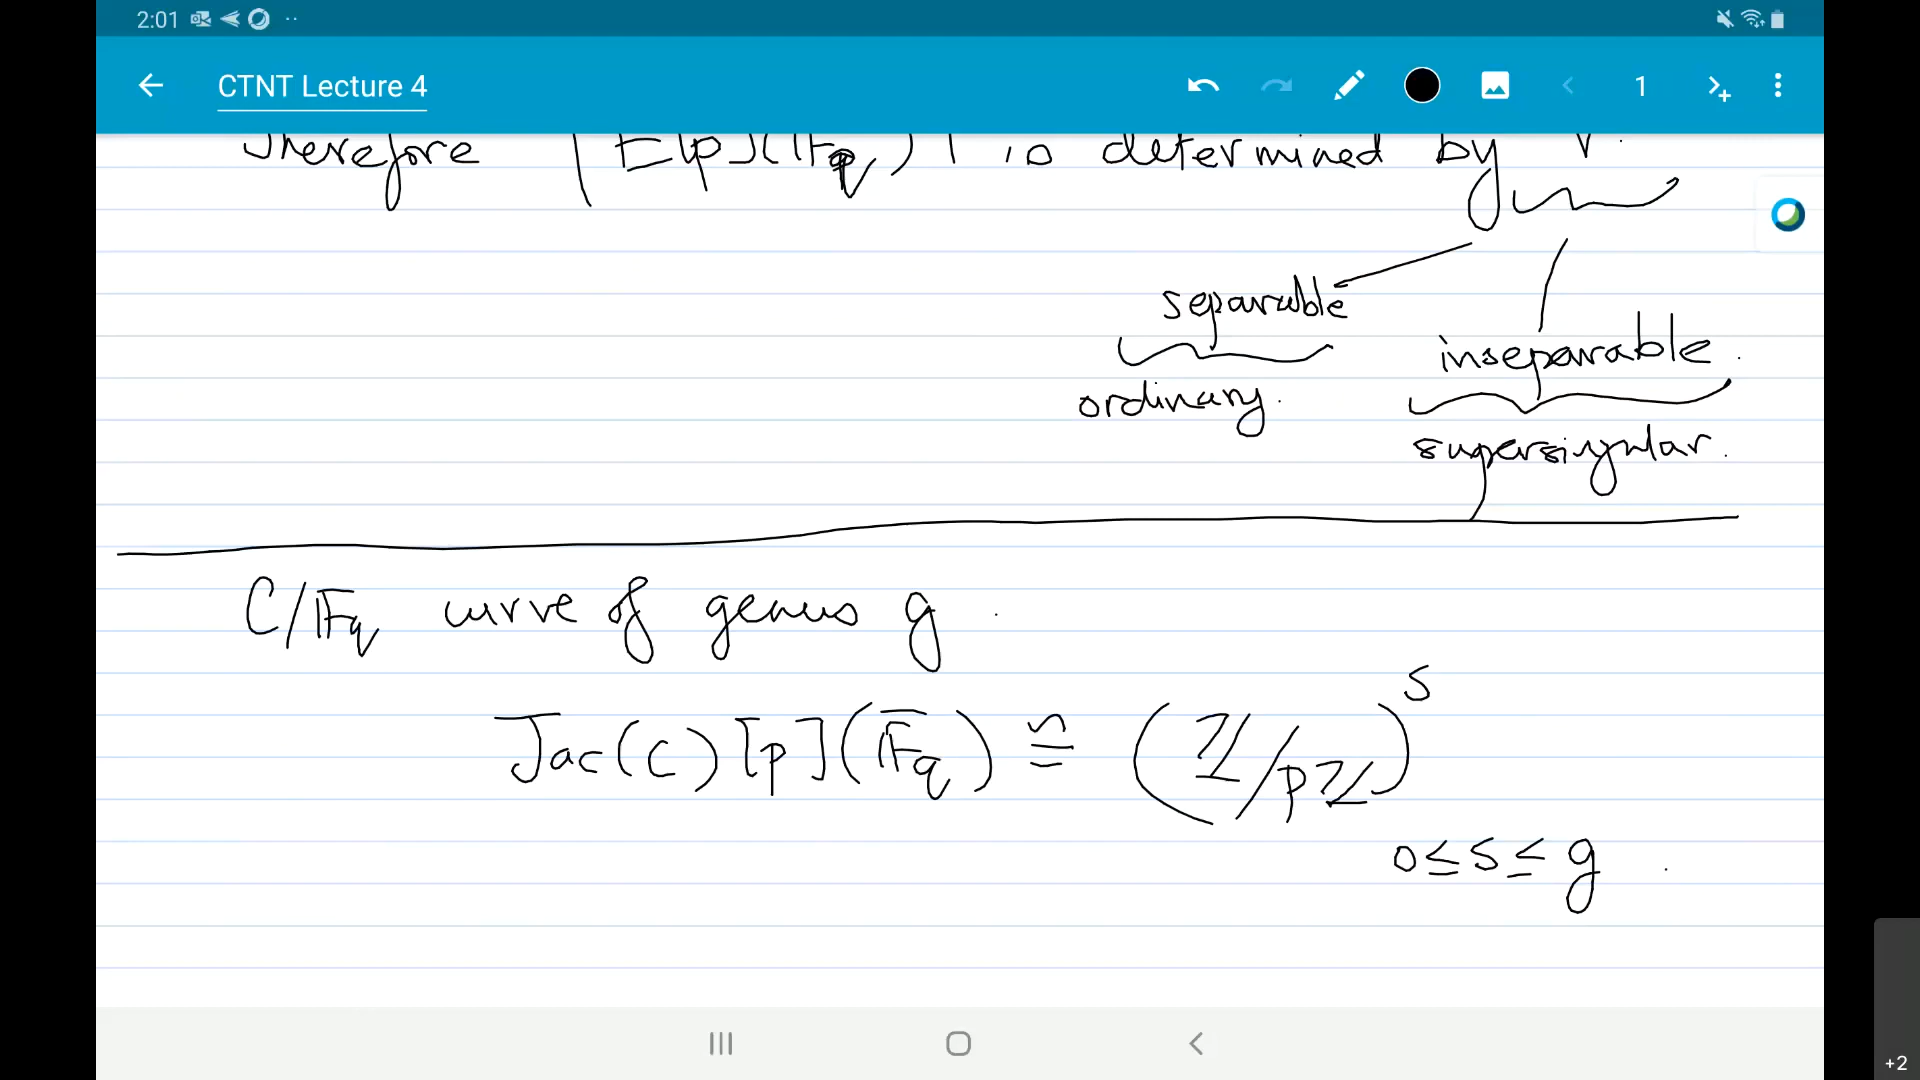 2:01
CTNT Lecture 4
1
Therefore |E[p](F̅q)| is determined by V.
separable
inseparable.
ordinary.
supersingular.
C/𝔽q curve of genus g.
Jac(C)[p](𝔽̅q) ≅ (ℤ/pℤ)^s
0≤s≤g.
+2